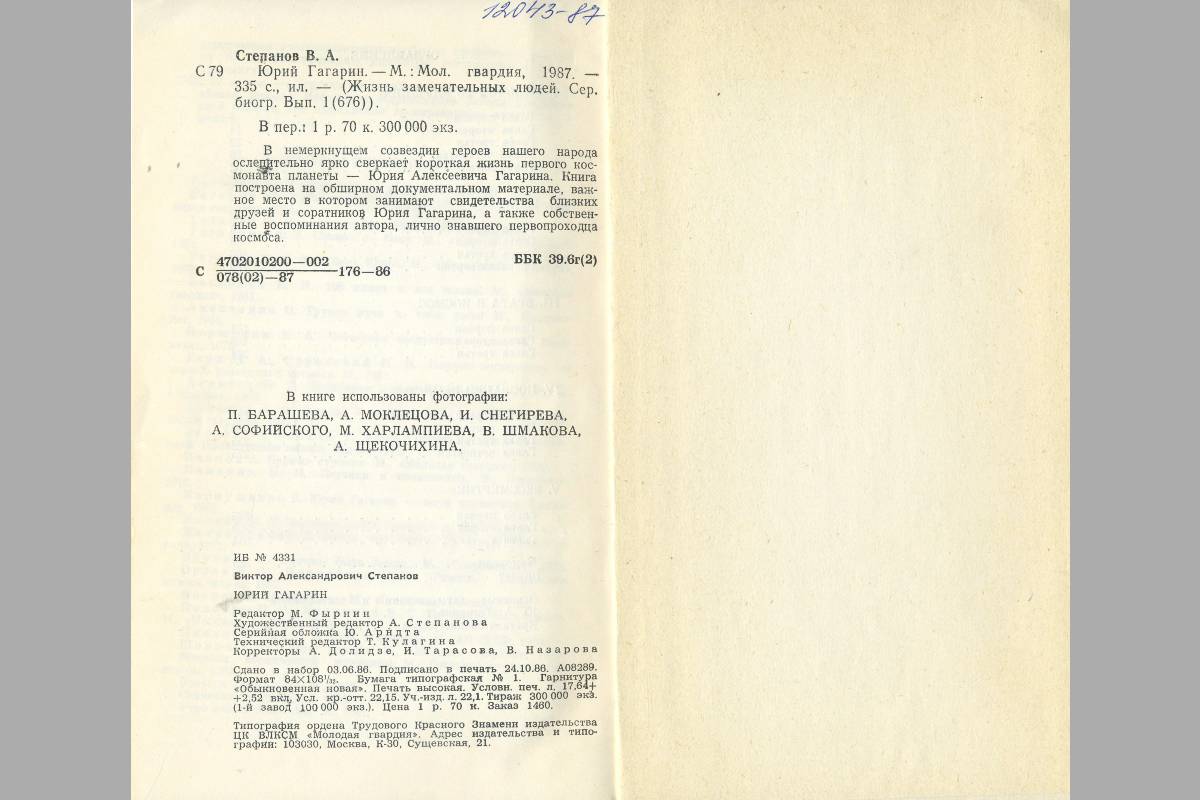 12043-87
Степанов В. А.
С 79 Юрий Гагарин. — М. : Мол. гвардия, 1987. —
335 с., ил. — (Жизнь замечательных людей. Сер.
биогр. Вып. 1 (676)).
В пер.: 1 р. 70 к. 300 000 экз.
В немеркнущем созвездии героев нашего народа
ослепительно ярко сверкает короткая жизнь первого кос-
монавта планеты — Юрия Алексеевича Гагарина. Книга
построена на обширном документальном материале, важ-
ное место в котором занимают свидетельства близких
друзей и соратников Юрия Гагарина, а также собствен-
ные воспоминания автора, лично знавшего первопроходца
космоса.
С 4702010200—002
078(02)—87
—176—86
ББК 39.6г(2)
В книге использованы фотографии:
П. БАРАШЕВА, А. МОКЛЕЦОВА, И. СНЕГИРЕВА,
А. СОФИЙСКОГО, М. ХАРЛАМПИЕВА, В. ШМАКОВА,
А. ЩЕКОЧИХИНА.
ИБ № 4331
Виктор Александрович Степанов
ЮРИЙ ГАГАРИН
Редактор М. Фырнин
Художественный редактор А. Степанова
Серийная обложка Ю. Арндта
Технический редактор Т. Кулагина
Корректоры А. Долидзе, И. Тарасова, В. Назарова
Сдано в набор 03.06.86. Подписано в печать 24.10.86. А08289.
Формат 84×108¹/₃₂. Бумага типографская № 1. Гарнитура
«Обыкновенная новая». Печать высокая. Условн. печ. л. 17,64+
+2,52 вкл. Усл. кр.-отт. 22,15. Уч.-изд. л. 22,1. Тираж 300 000 экз.
(1-й завод 100 000 экз.). Цена 1 р. 70 к. Заказ 1460.
Типография ордена Трудового Красного Знамени издательства
ЦК ВЛКСМ «Молодая гвардия». Адрес издательства и типо-
графии: 103030, Москва, К-30, Сущевская, 21.